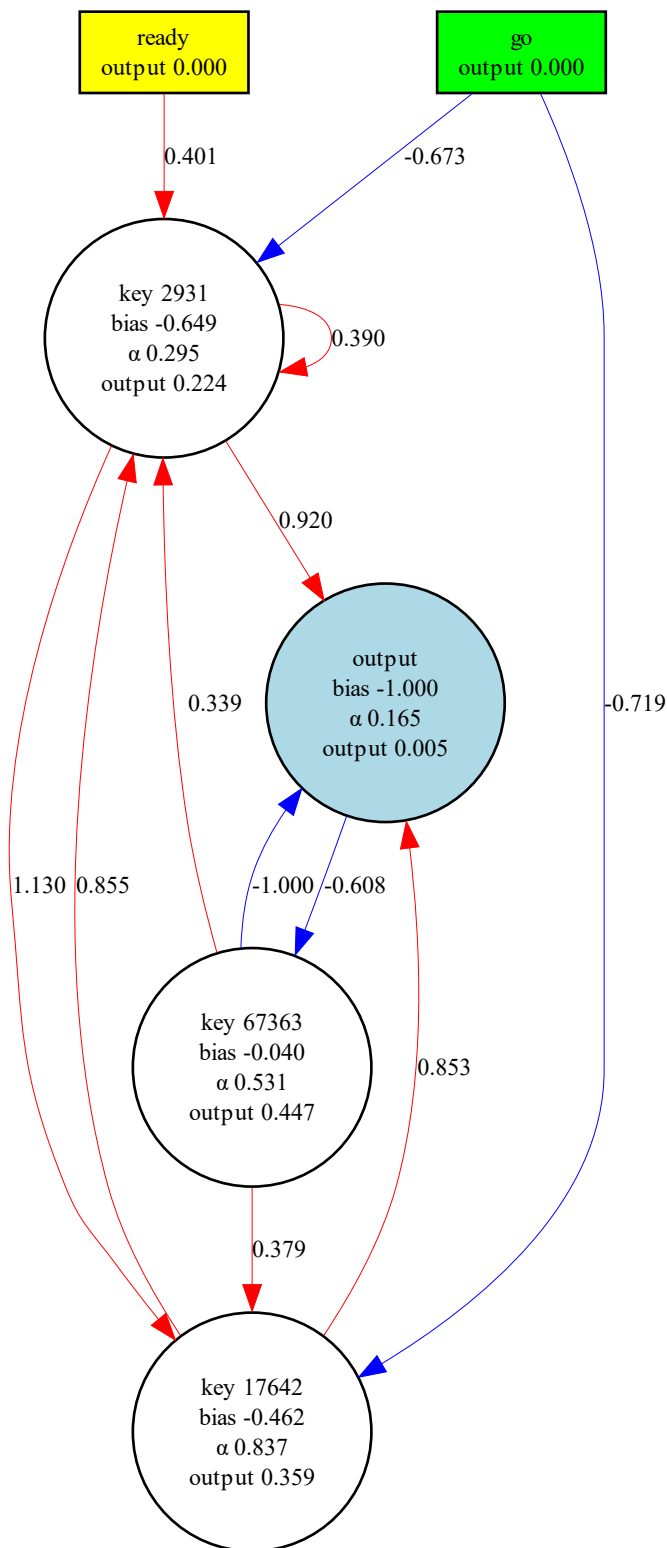 ready
output 0.000
go
output 0.000
0.401
-0.673
key 2931
bias -0.649
α 0.295
output 0.224
0.390
0.920
output
bias -1.000
α 0.165
output 0.005
0.339
-0.719
1.130
0.855
-1.000
-0.608
key 67363
bias -0.040
α 0.531
output 0.447
0.853
0.379
key 17642
bias -0.462
α 0.837
output 0.359